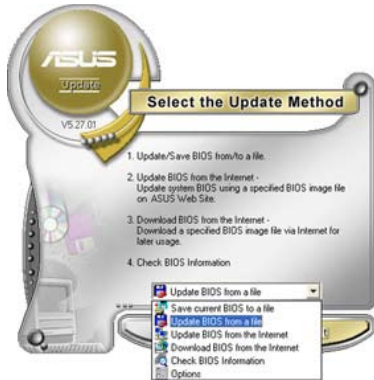 ASUS
Update
V5.27.01
Select the Update Method
1. Update/Save BIOS from/to a file.
2. Update BIOS from the Internet -
Update system BIOS using a specified BIOS image file
on ASUS Web Site.
3. Download BIOS from the Internet -
Download a specified BIOS image file via Internet for
later usage.
4. Check BIOS Information
Update BIOS from a file
Save current BIOS to a file
Update BIOS from a file
Update BIOS from the Internet
Download BIOS from the Internet
Check BIOS Information
Options